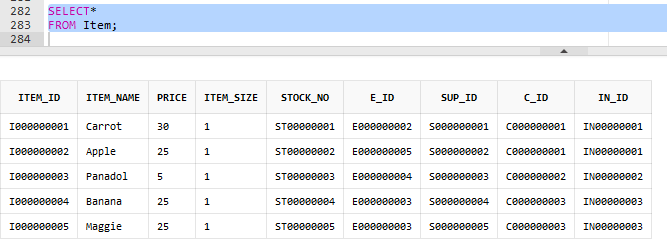 282 SELECT*
283 FROM Item;
284
ITEM_ID ITEM_NAME PRICE ITEM_SIZE STOCK_NO E_ID SUP_ID C_ID IN_ID
I000000001 Carrot 30 1 ST00000001 E000000002 S000000001 C000000001 IN00000001
I000000002 Apple 25 1 ST00000002 E000000005 S000000002 C000000001 IN00000001
I000000003 Panadol 5 1 ST00000003 E000000004 S000000003 C000000002 IN00000002
I000000004 Banana 25 1 ST00000004 E000000003 S000000004 C000000003 IN00000003
I000000005 Maggie 25 1 ST00000005 E000000003 S000000005 C000000003 IN00000003